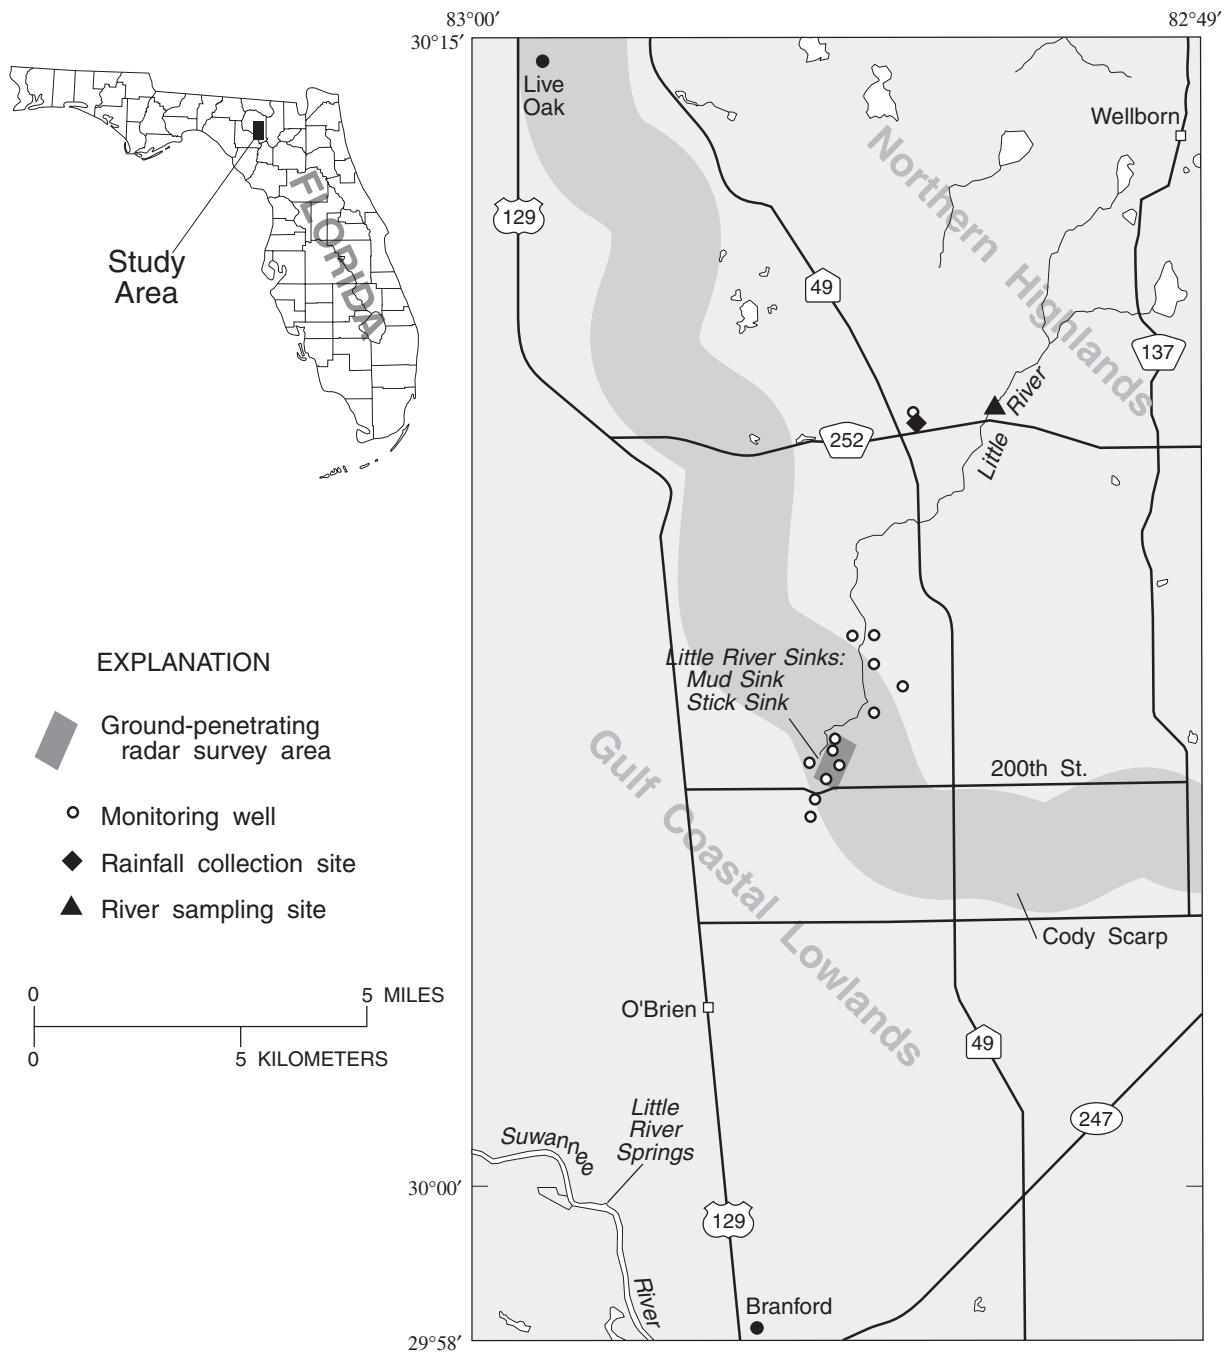 83°00′
82°49′
30°15′
Live
Oak
Wellborn
129
Northern Highlands
FLORIDA
Study
Area
49
137
River
Little
252
Little River Sinks:
Mud Sink
Stick Sink
EXPLANATION
Ground-penetrating
radar survey area
Monitoring well
Rainfall collection site
River sampling site
200th St.
Gulf Coastal Lowlands
Cody Scarp
0 5 MILES
0 5 KILOMETERS
O'Brien
49
247
Little
River
Springs
Suwannee
River
30°00′
129
Branford
29°58′